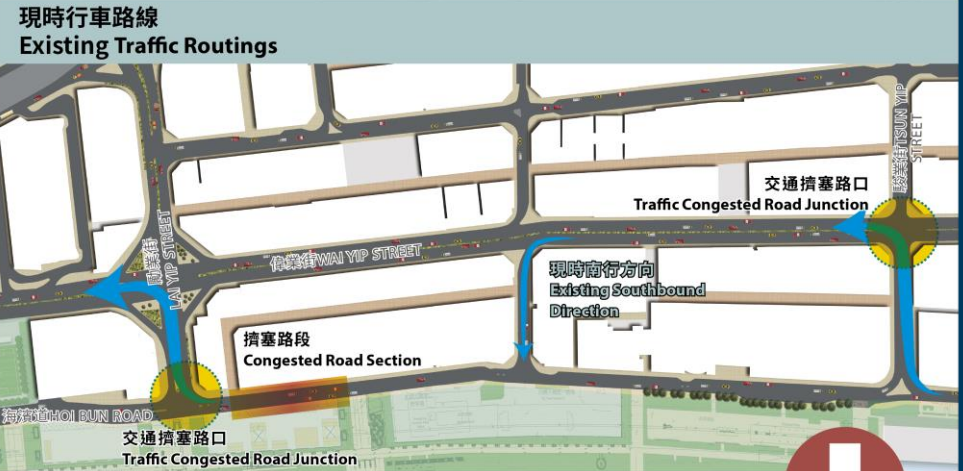 現時行車路線
Existing Traffic Routings
駿業街TSUN YIP
STREET
交通擠塞路口
Traffic Congested Road Junction
勵業街
LAI YIP STREET
偉業街WAI YIP STREET
現時南行方向
Existing Southbound
Direction
擠塞路段
Congested Road Section
海濱道HOI BUN ROAD
交通擠塞路口
Traffic Congested Road Junction